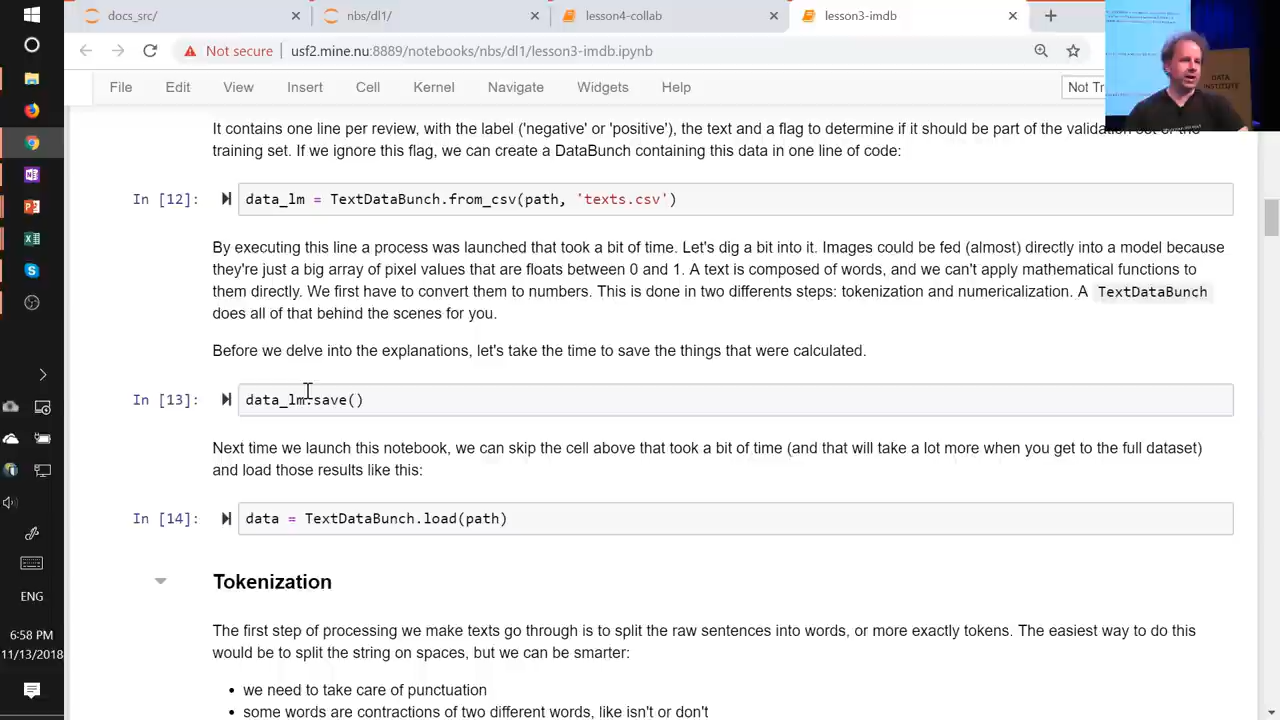 docs_src/
nbs/dl1/
lesson4-collab
lesson3-imdb
Not secure
usf2.mine.nu:8889/notebooks/nbs/dl1/lesson3-imdb.ipynb
File Edit View Insert Cell Kernel Navigate Widgets Help
Not Tr
DATA
INSTITUTE
It contains one line per review, with the label ('negative' or 'positive'), the text and a flag to determine if it should be part of the validation set or the
training set. If we ignore this flag, we can create a DataBunch containing this data in one line of code:
In [12]: data_lm = TextDataBunch.from_csv(path, 'texts.csv')
By executing this line a process was launched that took a bit of time. Let's dig a bit into it. Images could be fed (almost) directly into a model because
they're just a big array of pixel values that are floats between 0 and 1. A text is composed of words, and we can't apply mathematical functions to
them directly. We first have to convert them to numbers. This is done in two differents steps: tokenization and numericalization. A TextDataBunch
does all of that behind the scenes for you.
Before we delve into the explanations, let's take the time to save the things that were calculated.
In [13]: data_lm.save()
Next time we launch this notebook, we can skip the cell above that took a bit of time (and that will take a lot more when you get to the full dataset)
and load those results like this:
In [14]: data = TextDataBunch.load(path)
Tokenization
The first step of processing we make texts go through is to split the raw sentences into words, or more exactly tokens. The easiest way to do this
would be to split the string on spaces, but we can be smarter:
• we need to take care of punctuation
• some words are contractions of two different words, like isn't or don't
ENG
6:58 PM
11/13/2018